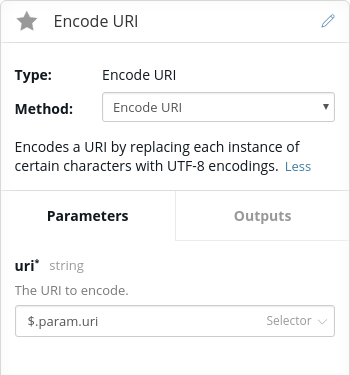 Encode URI
Type: Encode URI
Method: Encode URI
Encodes a URI by replacing each instance of
certain characters with UTF-8 encodings. Less
Parameters Outputs
uri* string
The URI to encode.
$.param.uri Selector